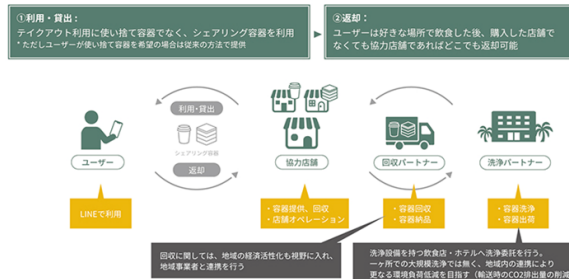 ①利用・貸出：
テイクアウト利用に使い捨て容器でなく、シェアリング容器を利用
* ただしユーザーが使い捨て容器を希望の場合は従来の方法で提供
②返却：
ユーザーは好きな場所で飲食した後、購入した店舗で
なくても協力店舗であればどこでも返却可能
利用・貸出
シェアリング容器
返却
ユーザー
協力店舗
回収パートナー
洗浄パートナー
LINEで利用
・容器提供、回収
・店舗オペレーション
・容器回収
・容器納品
・容器洗浄
・容器出荷
回収に関しては、地域の経済活性化も視野に入れ、
地域事業者と連携を行う
洗浄設備を持つ飲食店・ホテルへ洗浄委託を行う。
一ヶ所での大規模洗浄では無く、地域内の連携により
更なる環境負荷低減を目指す（輸送時のCO2排出量の削減